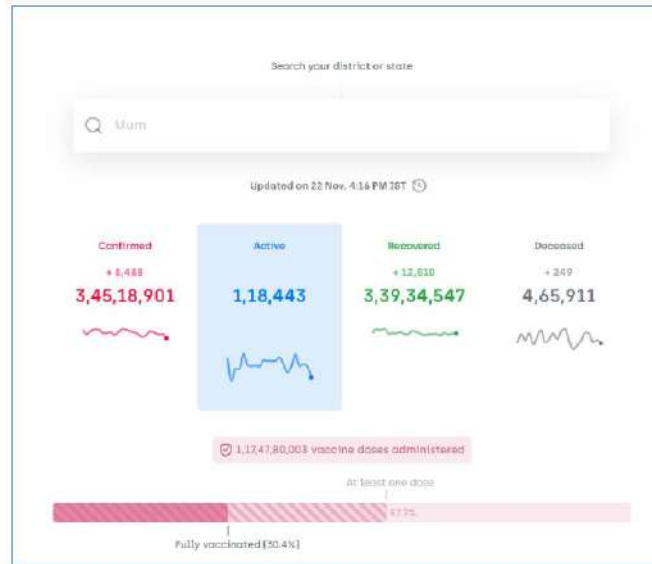 Search your district or state
Mum
Updated on 22 Nov, 4:16 PM IST
Confirmed Active Recovered Deceased
+ 8,488 + 12,510 + 249
3,45,18,901 1,18,443 3,39,34,547 4,65,911
1,17,47,80,003 vaccine doses administered
At least one dose
57.7%
Fully vaccinated (30.4%)